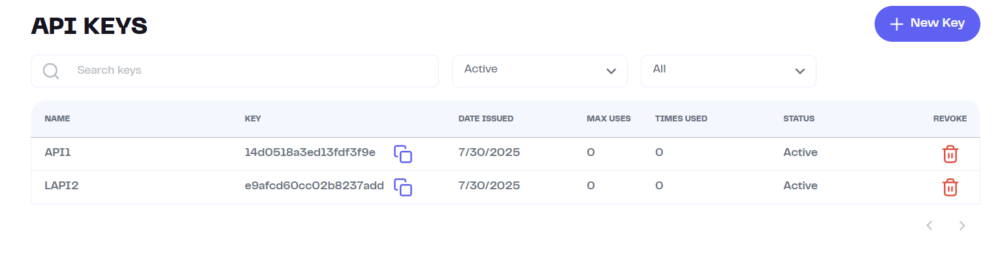 API KEYS
New Key
Search keys
Active
All
NAME KEY DATE ISSUED MAX USES TIMES USED STATUS REVOKE
API1 14d0518a3ed13fdf3f9e 7/30/2025 0 0 Active
LAPI2 e9afcd60cc02b8237add 7/30/2025 0 0 Active